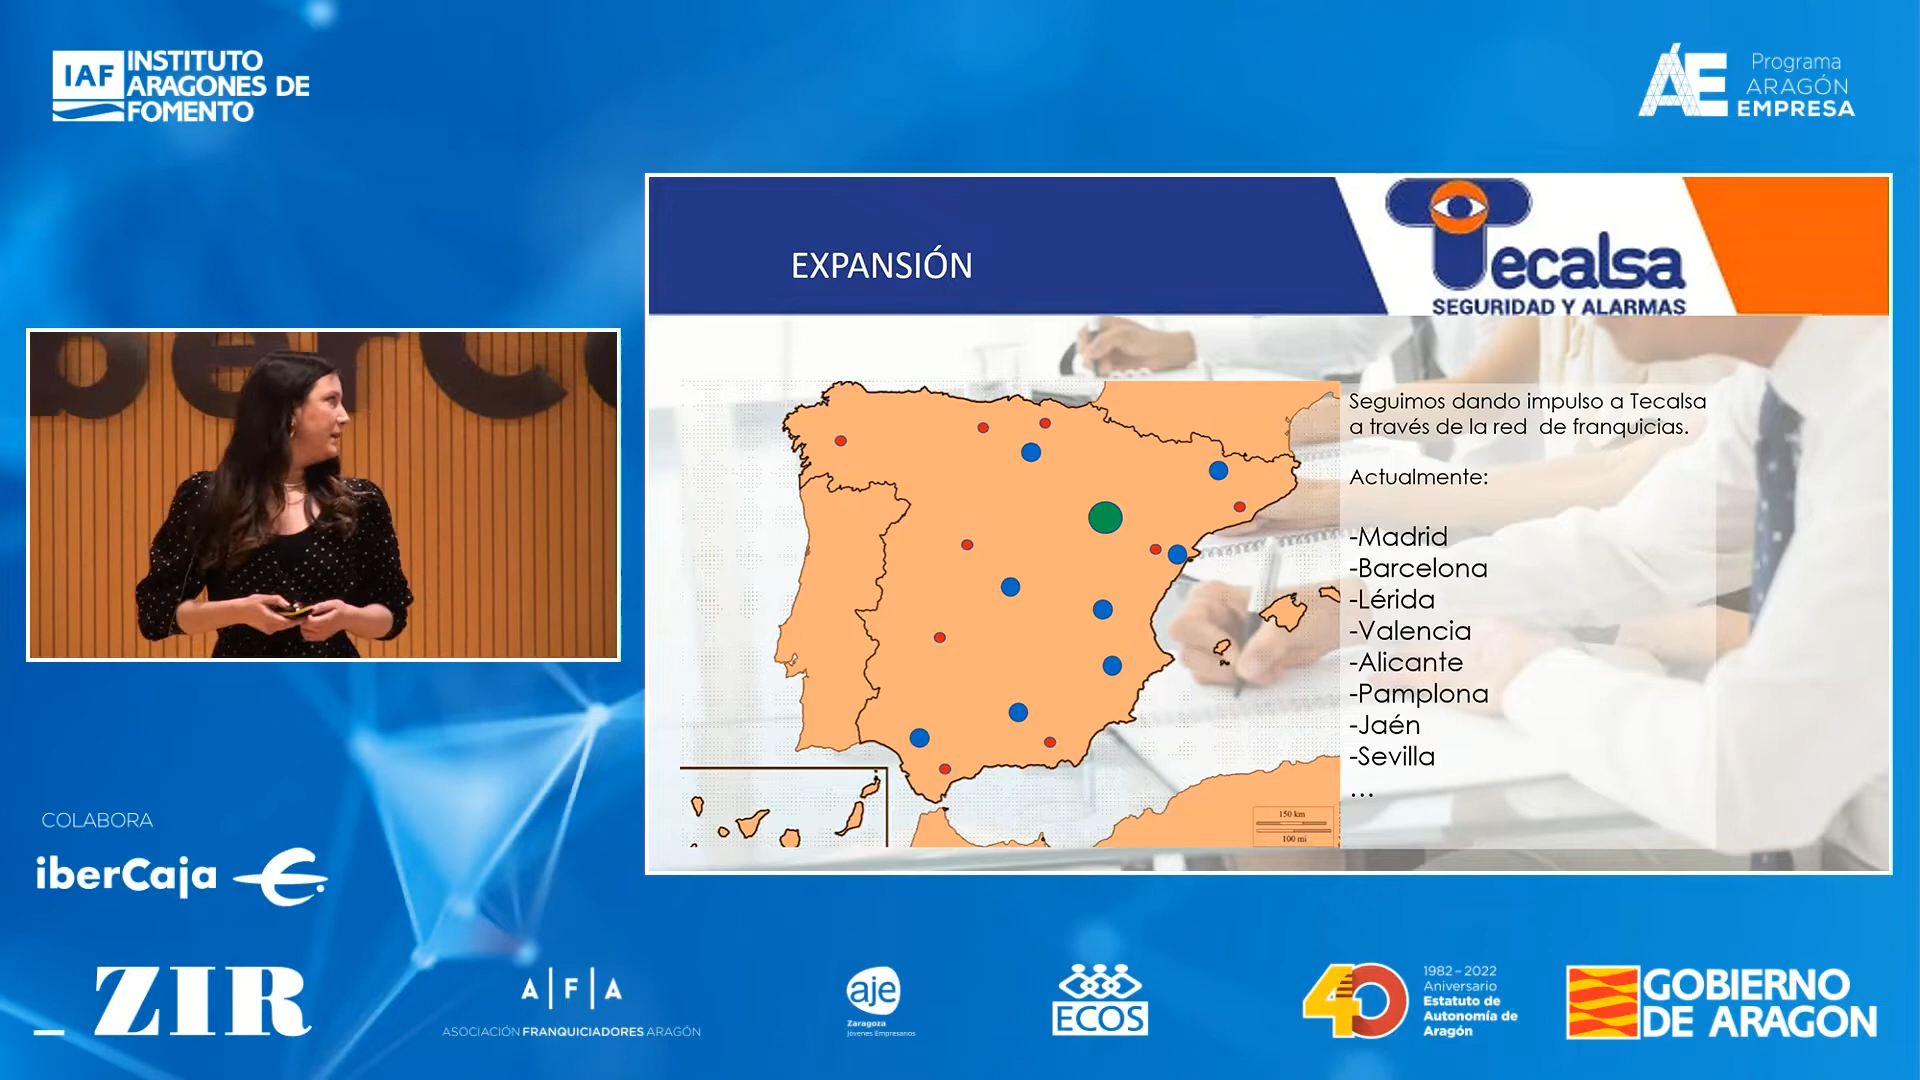 IAF
INSTITUTO
ARAGONES DE
FOMENTO
ÁE
Programa
ARAGÓN
EMPRESA
EXPANSIÓN
Tecalsa
SEGURIDAD Y ALARMAS
Seguimos dando impulso a Tecalsa
a través de la red de franquicias.
Actualmente:
-Madrid
-Barcelona
-Lérida
-Valencia
-Alicante
-Pamplona
-Jaén
-Sevilla
...
150 km
100 mi
COLABORA
iberCaja
_ ZIR
A|F|A
ASOCIACIÓN FRANQUICIADORES ARAGÓN
aje
Zaragoza
Jóvenes Empresarios
ECOS
40
1982 - 2022
Aniversario
Estatuto de
Autonomía de
Aragón
GOBIERNO
DE ARAGON